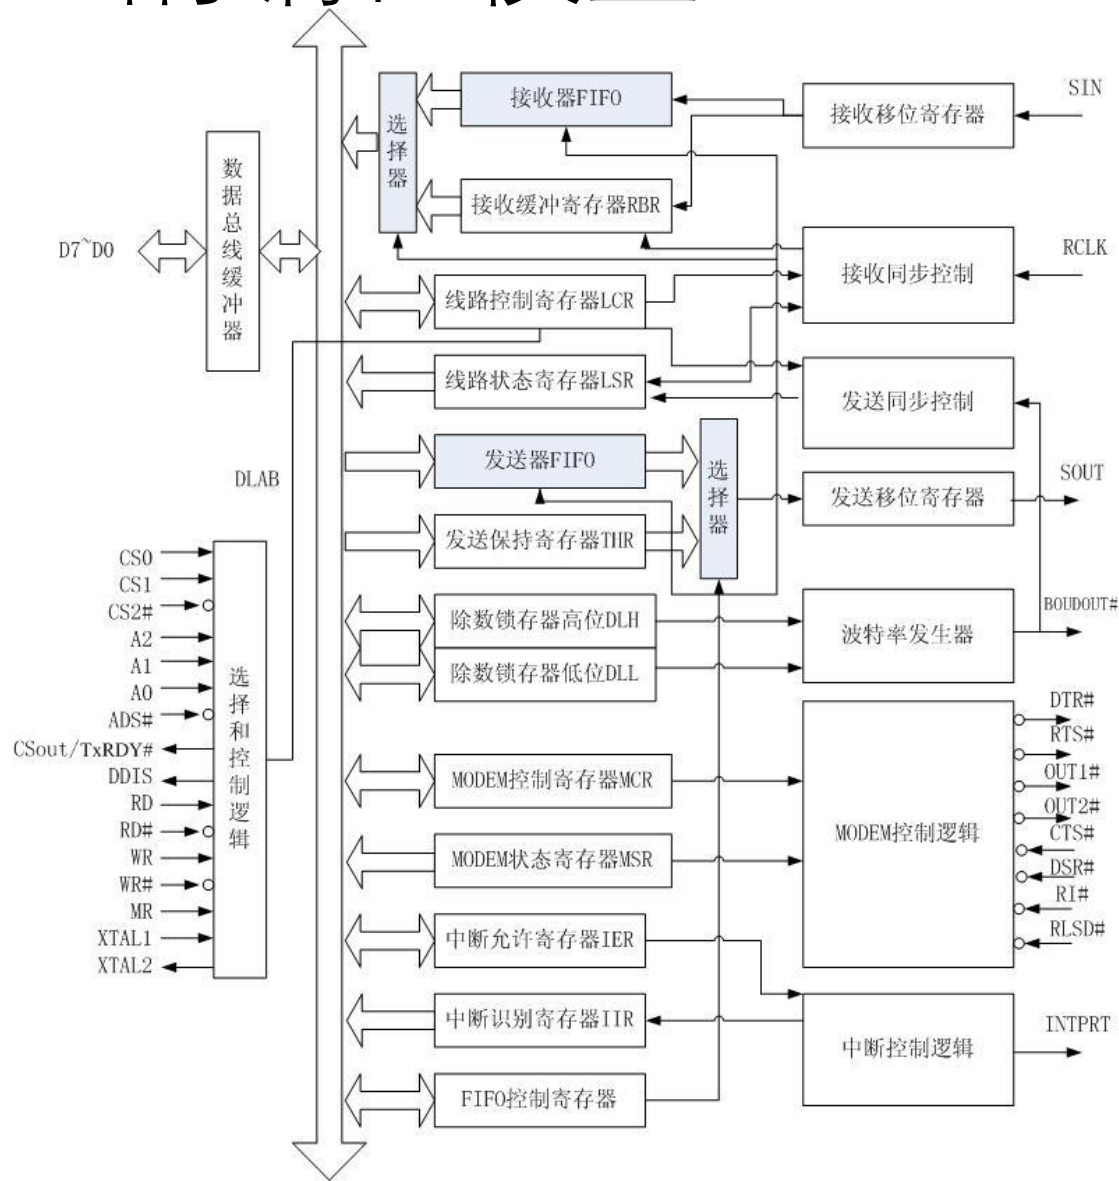 接收器FIFO
选择器
接收移位寄存器
SIN
数据总线缓冲器
接收缓冲寄存器RBR
D7~D0
接收同步控制
RCLK
线路控制寄存器LCR
线路状态寄存器LSR
发送同步控制
发送器FIFO
选择器
DLAB
发送移位寄存器
SOUT
发送保持寄存器THR
CS0
CS1
CS2#
A2
A1
A0
ADS#
CSout/TxRDY#
DDIS
RD
RD#
WR
WR#
MR
XTAL1
XTAL2
选择和控制逻辑
除数锁存器高位DLH
除数锁存器低位DLL
波特率发生器
BOUDOUT#
MODEM控制寄存器MCR
MODEM状态寄存器MSR
MODEM控制逻辑
DTR#
RTS#
OUT1#
OUT2#
CTS#
DSR#
RI#
RLSD#
中断允许寄存器IER
中断识别寄存器IIR
中断控制逻辑
INTPRT
FIFO控制寄存器